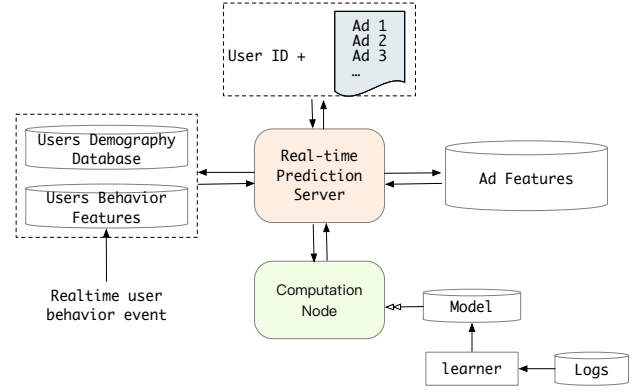 User ID +
Ad 1
Ad 2
Ad 3
…
Users Demography
Database
Users Behavior
Features
Real-time
Prediction
Server
Ad Features
Realtime user
behavior event
Computation
Node
Model
learner
Logs